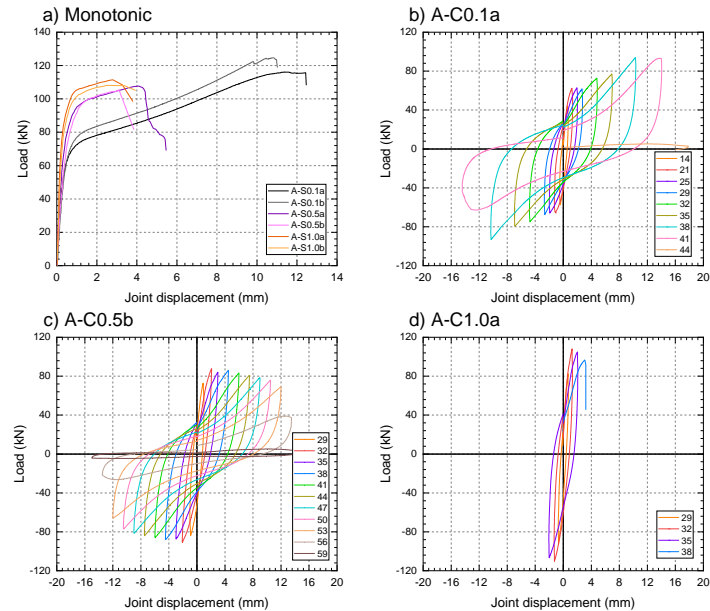 a) Monotonic
Load (kN)
140
120
100
80
60
40
20
0
A-S0.1a
A-S0.1b
A-S0.5a
A-S0.5b
A-S1.0a
A-S1.0b
0 2 4 6 8 10 12 14
Joint displacement (mm)
b) A-C0.1a
Load (kN)
120
80
40
0
-40
-80
-120
14
21
25
29
32
35
38
41
44
-20 -16 -12 -8 -4 0 4 8 12 16 20
Joint displacement (mm)
c) A-C0.5b
Load (kN)
120
80
40
0
-40
-80
-120
29
32
35
38
41
44
47
50
53
56
59
-20 -16 -12 -8 -4 0 4 8 12 16 20
Joint displacement (mm)
d) A-C1.0a
Load (kN)
120
80
40
0
-40
-80
-120
29
32
35
38
-20 -16 -12 -8 -4 0 4 8 12 16 20
Joint displacement (mm)